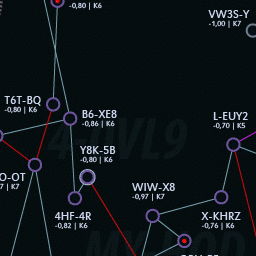 -0,80 | K6
VW3S-Y
-1,00 | K7
T6T-BQ
-0,80 | K6
B6-XE8
-0,86 | K6
L-EUY2
-0,70 | K5
Y8K-5B
-0,80 | K6
O-OT
7 | K7
WIW-X8
-0,97 | K7
4HF-4R
-0,82 | K6
X-KHRZ
-0,76 | K6